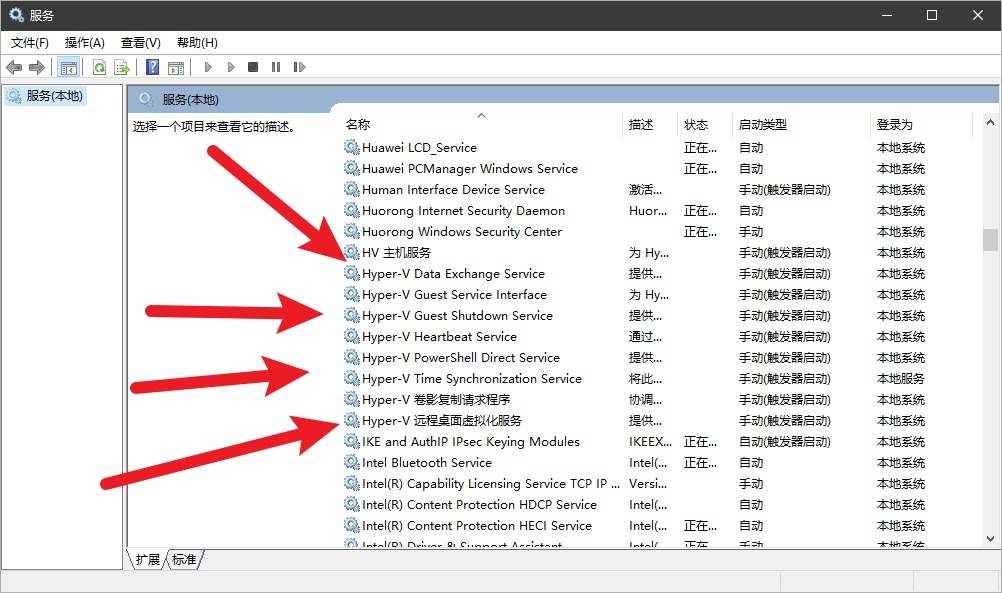 服务
文件(F) 操作(A) 查看(V) 帮助(H)
服务(本地)
服务(本地)
选择一个项目来查看它的描述。
名称 描述 状态 启动类型 登录为
Huawei LCD_Service 正在... 自动 本地系统
Huawei PCManager Windows Service 正在... 自动 本地系统
Human Interface Device Service 激活... 手动(触发器启动) 本地系统
Huorong Internet Security Daemon Huor... 正在... 自动 本地系统
Huorong Windows Security Center 正在... 手动 本地系统
HV 主机服务 为 Hy... 手动(触发器启动) 本地系统
Hyper-V Data Exchange Service 提供... 手动(触发器启动) 本地系统
Hyper-V Guest Service Interface 为 Hy... 手动(触发器启动) 本地系统
Hyper-V Guest Shutdown Service 提供... 手动(触发器启动) 本地系统
Hyper-V Heartbeat Service 通过... 手动(触发器启动) 本地系统
Hyper-V PowerShell Direct Service 提供... 手动(触发器启动) 本地系统
Hyper-V Time Synchronization Service 将此... 手动(触发器启动) 本地服务
Hyper-V 卷影复制请求程序 协调... 手动(触发器启动) 本地系统
Hyper-V 远程桌面虚拟化服务 提供... 手动(触发器启动) 本地系统
IKE and AuthIP IPsec Keying Modules IKEEX... 正在... 自动(触发器启动) 本地系统
Intel Bluetooth Service Intel(... 正在... 自动 本地系统
Intel(R) Capability Licensing Service TCP IP ... Versi... 手动 本地系统
Intel(R) Content Protection HDCP Service Intel(... 自动 本地系统
Intel(R) Content Protection HECI Service Intel(... 正在... 自动 本地系统
Intel(R) Driver & Support Assistant Intel(... 正在... 自动 本地系统
扩展 标准